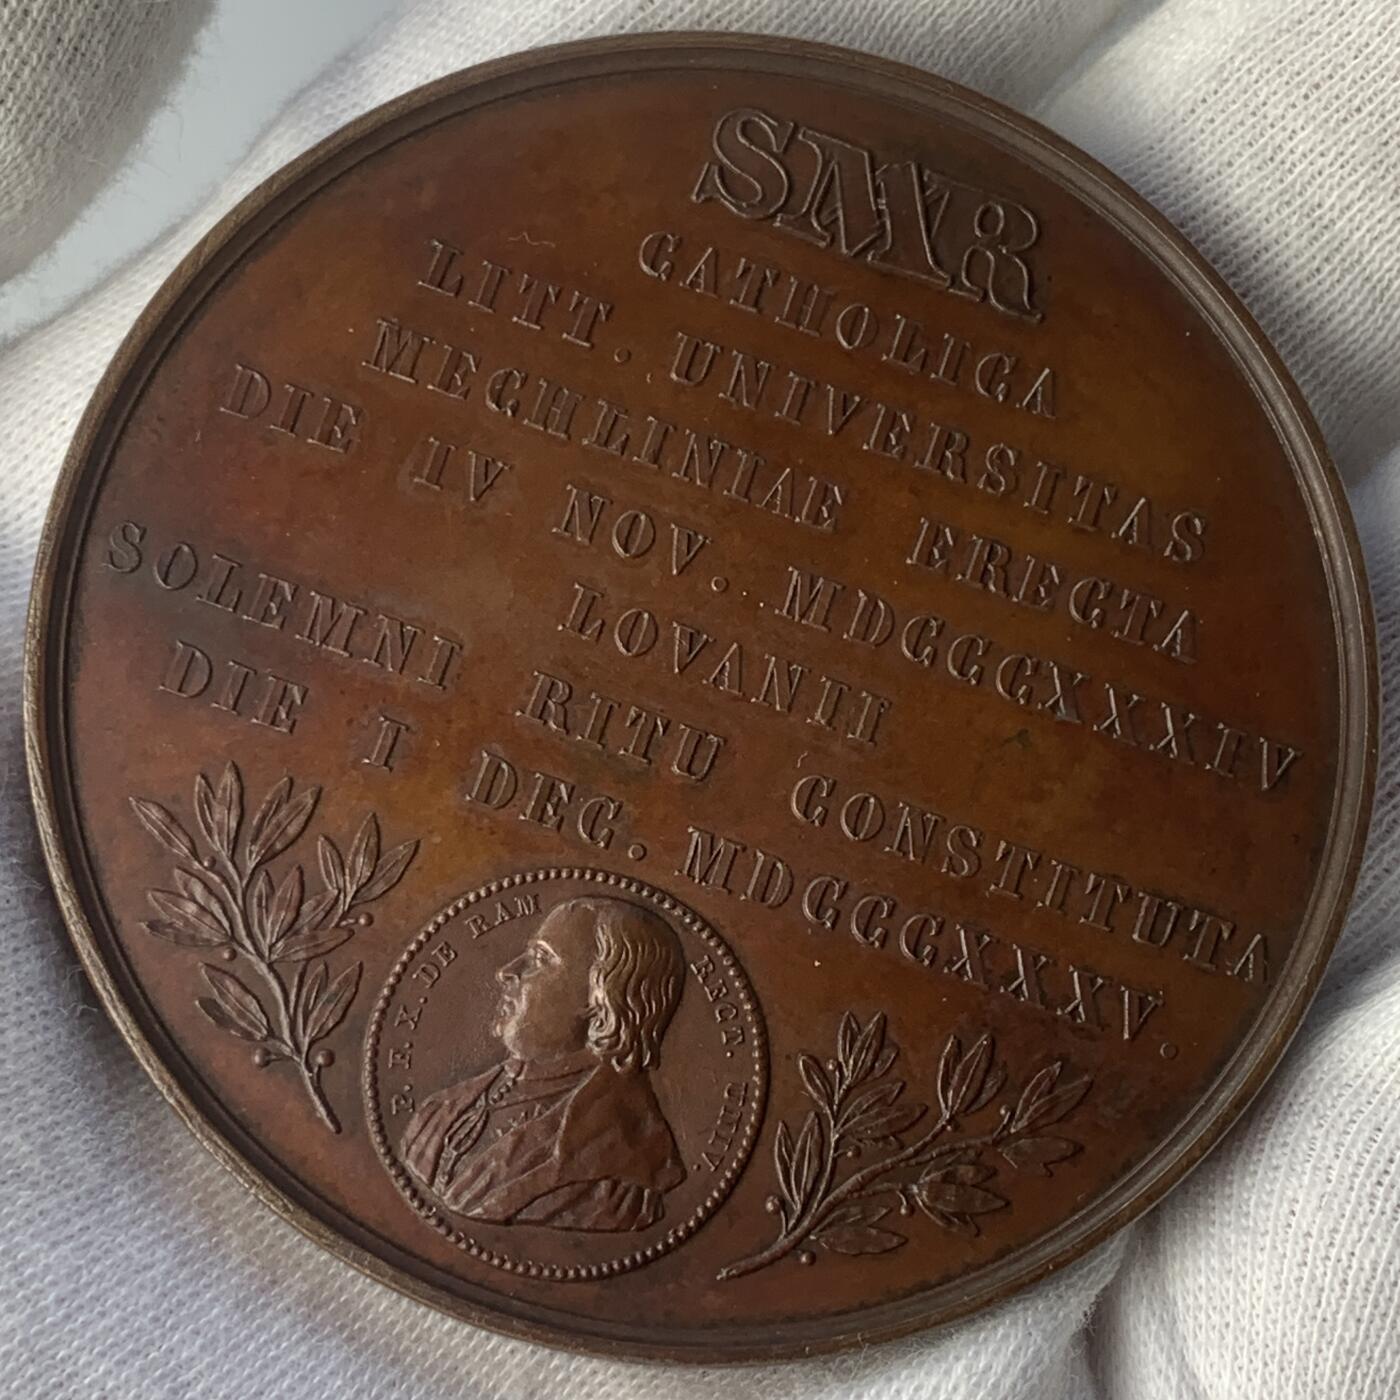 CATHOLICA
LITT. UNIVERSITAS
MECHLINIAE ERECTA
DIE IV NOV. MDCCCXXXIV
LOVANII
SOLEMNI RITU CONSTITUTA
DIE I DEC. MDCCCXXXV.
P. F. X. DE RAM RECT. UNIV.